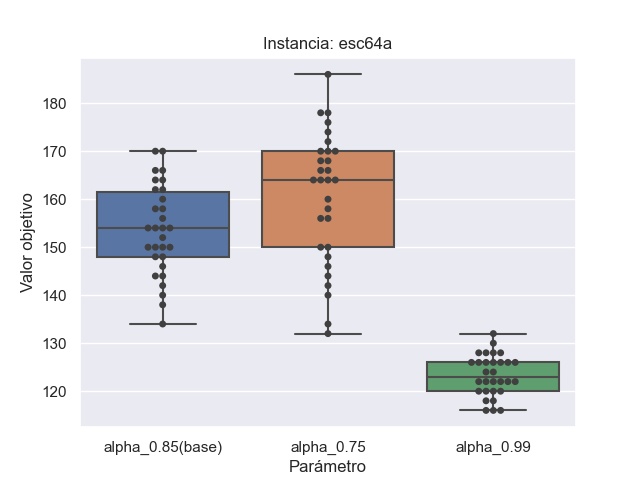 Instancia: esc64a
Valor objetivo
180
170
160
150
140
130
120
alpha_0.85(base) alpha_0.75 alpha_0.99
Parámetro